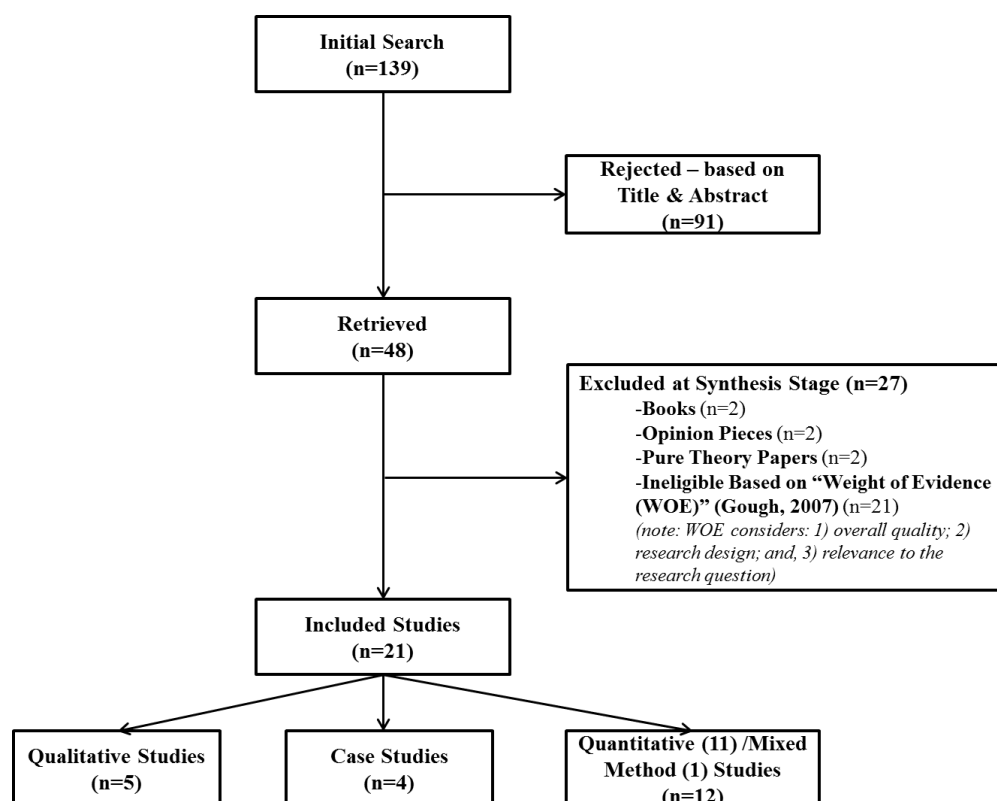 Initial Search
(n=139)
Rejected – based on
Title & Abstract
(n=91)
Retrieved
(n=48)
Excluded at Synthesis Stage (n=27)
-Books (n=2)
-Opinion Pieces (n=2)
-Pure Theory Papers (n=2)
-Ineligible Based on “Weight of Evidence
(WOE)” (Gough, 2007) (n=21)
(note: WOE considers: 1) overall quality; 2)
research design; and, 3) relevance to the
research question)
Included Studies
(n=21)
Qualitative Studies
(n=5)
Case Studies
(n=4)
Quantitative (11) /Mixed
Method (1) Studies
(n=12)